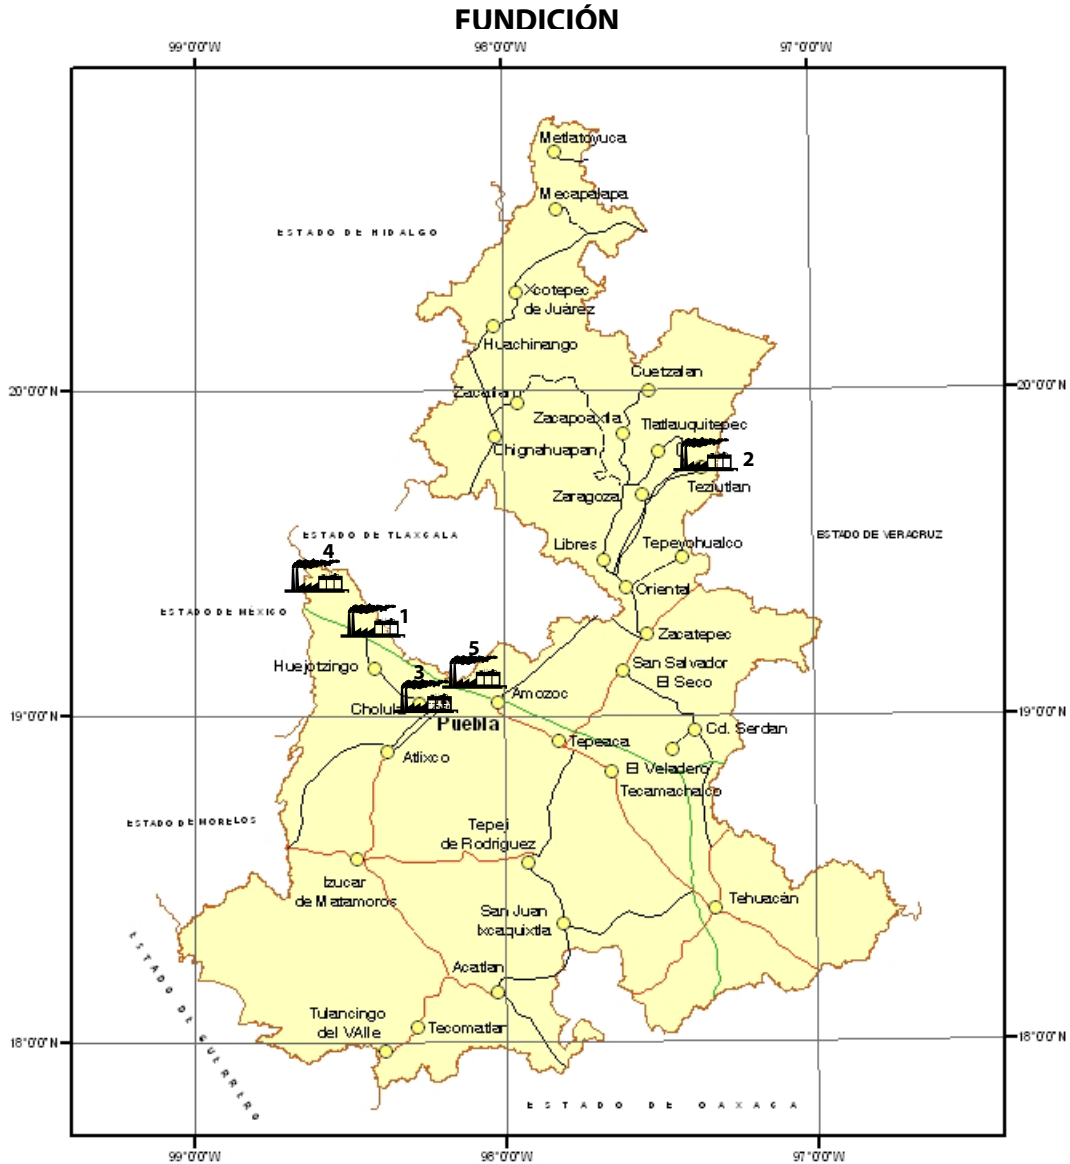 FUNDICIÓN
99°0'0"W
98°0'0"W
97°0'0"W
Metlatoyuca
Mecapalapa
ESTADO DE HIDALGO
Xcotepec
de Juárez
Huachinango
Cuetzalan
20°0'0"N
20°0'0"N
Zacatlan
Zacapoaxtla
Tlatlauquitepec
Chignahuapan
2
Teziutlan
Zaragoza
ESTADO DE TLAXCALA
ESTADO DE VERACRUZ
Libres
Tepeyohualco
4
Oriental
ESTADO DE MÉXICO
1
Zacatepec
5
San Salvador
El Seco
Huejotzingo
3
Amozoc
Cholula
19°0'0"N
19°0'0"N
Puebla
Cd. Serdan
Tepeaca
Atlixco
El Veladero
Tecamachalco
ESTADO DE MORELOS
Tepeji
de Rodriguez
Izucar
de Matamoros
Tehuacán
San Juan
Ixcaquixtla
ESTADO DE GUERRERO
Acatlan
Tulancingo
del VAlle
Tecomatlan
18°0'0"N
18°0'0"N
ESTADO DE OAXACA
99°0'0"W
98°0'0"W
97°0'0"W